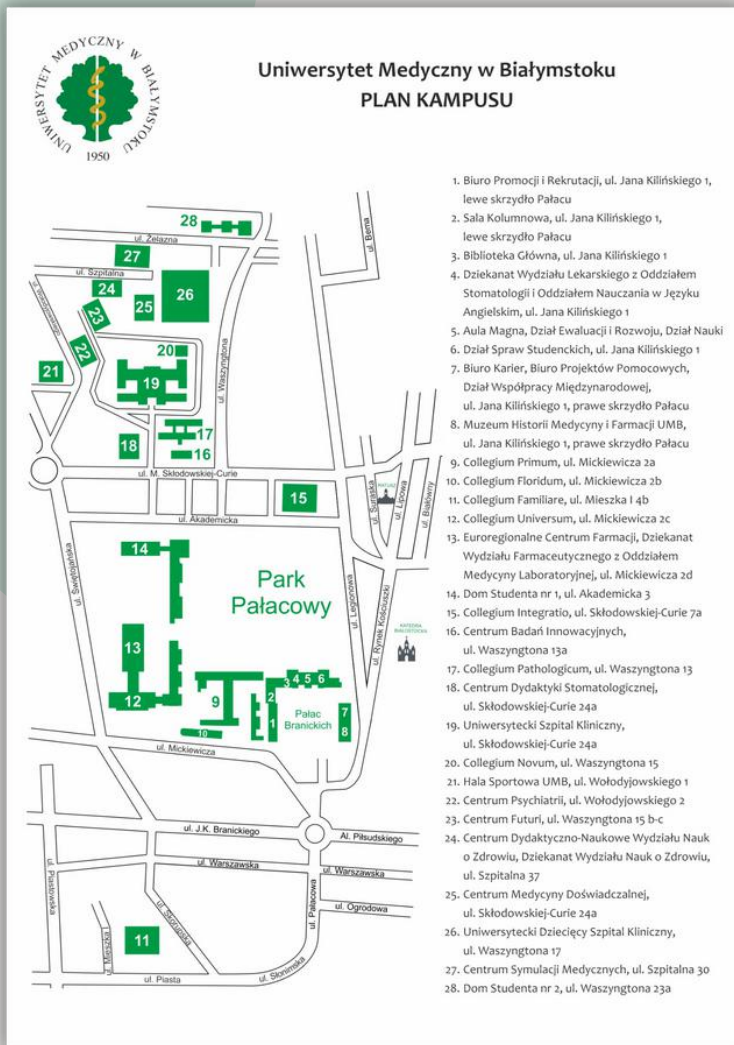 UNIWERSYTET MEDYCZNY W BIAŁYMSTOKU
1950
Uniwersytet Medyczny w Białymstoku
PLAN KAMPUSU
1. Biuro Promocji i Rekrutacji, ul. Jana Kilińskiego 1,
lewe skrzydło Pałacu
2. Sala Kolumnowa, ul. Jana Kilińskiego 1,
lewe skrzydło Pałacu
3. Biblioteka Główna, ul. Jana Kilińskiego 1
4. Dziekanat Wydziału Lekarskiego z Oddziałem
Stomatologii i Oddziałem Nauczania w Języku
Angielskim, ul. Jana Kilińskiego 1
5. Aula Magna, Dział Ewaluacji i Rozwoju, Dział Nauki
6. Dział Spraw Studenckich, ul. Jana Kilińskiego 1
7. Biuro Karier, Biuro Projektów Pomocowych,
Dział Współpracy Międzynarodowej,
ul. Jana Kilińskiego 1, prawe skrzydło Pałacu
8. Muzeum Historii Medycyny i Farmacji UMB,
ul. Jana Kilińskiego 1, prawe skrzydło Pałacu
9. Collegium Primum, ul. Mickiewicza 2a
10. Collegium Floridum, ul. Mickiewicza 2b
11. Collegium Familiare, ul. Mieszka I 4b
12. Collegium Universum, ul. Mickiewicza 2c
13. Euroregionalne Centrum Farmacji, Dziekanat
Wydziału Farmaceutycznego z Oddziałem
Medycyny Laboratoryjnej, ul. Mickiewicza 2d
14. Dom Studenta nr 1, ul. Akademicka 3
15. Collegium Integratio, ul. Skłodowskiej-Curie 7a
16. Centrum Badań Innowacyjnych,
ul. Waszyngtona 13a
17. Collegium Pathologicum, ul. Waszyngtona 13
18. Centrum Dydaktyki Stomatologicznej,
ul. Skłodowskiej-Curie 24a
19. Uniwersytecki Szpital Kliniczny,
ul. Skłodowskiej-Curie 24a
20. Collegium Novum, ul. Waszyngtona 15
21. Hala Sportowa UMB, ul. Wołodyjowskiego 1
22. Centrum Psychiatrii, ul. Wołodyjowskiego 2
23. Centrum Futuri, ul. Waszyngtona 15 b-c
24. Centrum Dydaktyczno-Naukowe Wydziału Nauk
o Zdrowiu, Dziekanat Wydziału Nauk o Zdrowiu,
ul. Szpitalna 37
25. Centrum Medycyny Doświadczalnej,
ul. Skłodowskiej-Curie 24a
26. Uniwersytecki Dziecięcy Szpital Kliniczny,
ul. Waszyngtona 17
27. Centrum Symulacji Medycznych, ul. Szpitalna 30
28. Dom Studenta nr 2, ul. Waszyngtona 23a
28
ul. Żelazna
ul. Bema
27
ul. Szpitalna
24
25
26
23
ul. Wołodyjowskiego
22
20
21
19
ul. Waszyngtona
17
18
16
ul. M. Skłodowskiej-Curie
15
ul. Suraska
RATUSZ
ul. Lipowa
ul. Białówny
ul. Akademicka
14
ul. Świętojańska
Park
Pałacowy
ul. Legionowa
ul. Rynek Kościuszki
KATEDRA
BIAŁOSTOCKA
13
12
9
10
3 4 5 6
2
1
Pałac
Branickich
7
8
ul. Mickiewicza
ul. J.K. Branickiego
Al. Piłsudskiego
ul. Warszawska
ul. Warszawska
ul. Piastowska
ul. Skorupska
ul. Pałacowa
ul. Ogrodowa
ul. Mieszka I
11
ul. Piasta
ul. Słonimska